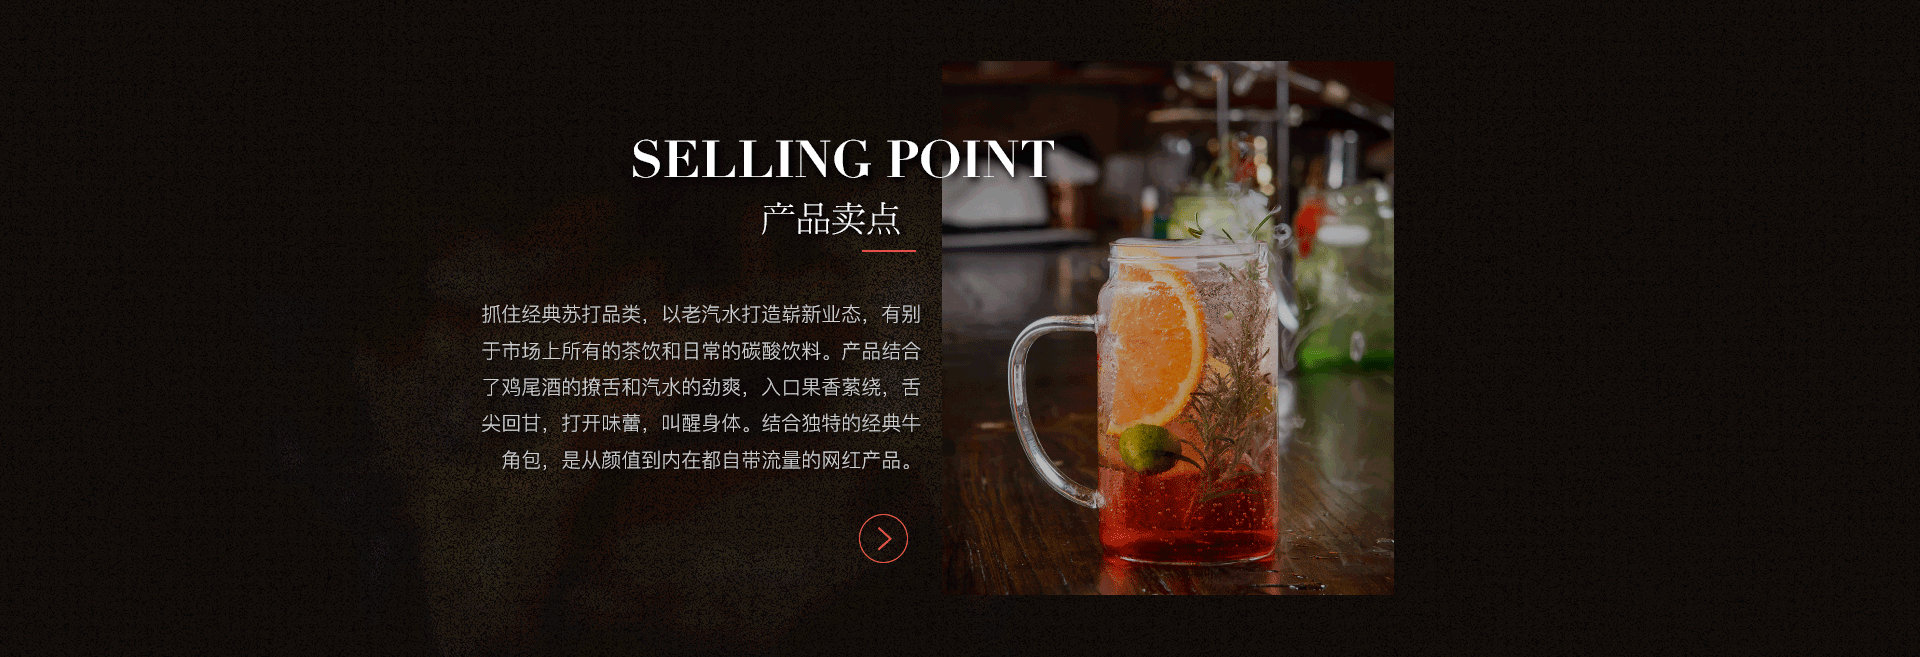 SELLING POINT
产品卖点
抓住经典苏打品类，以老汽水打造崭新业态，有别
于市场上所有的茶饮和日常的碳酸饮料。产品结合
了鸡尾酒的撩舌和汽水的劲爽，入口果香萦绕，舌
尖回甘，打开味蕾，叫醒身体。结合独特的经典牛
角包，是从颜值到内在都自带流量的网红产品。